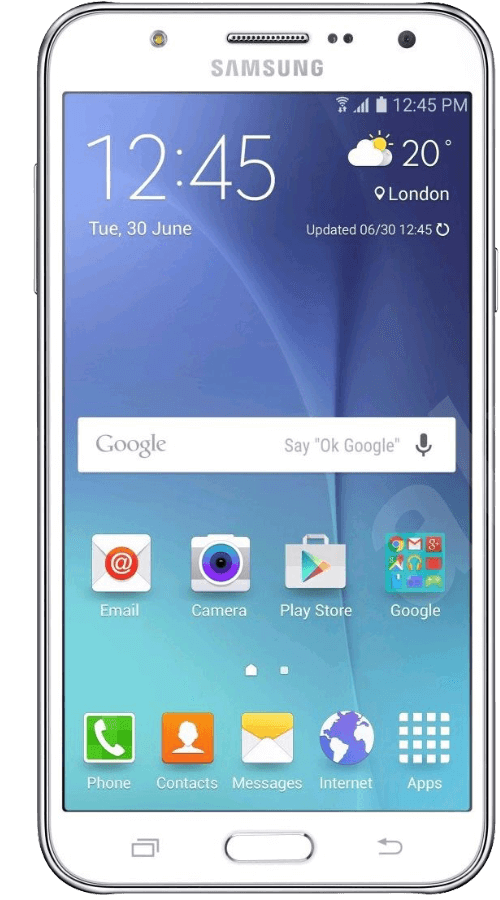 SAMSUNG
12:45 PM
12:45
20°
London
Tue, 30 June
Updated 06/30 12:45
Google
Say "Ok Google"
Email
Camera
Play Store
Google
Phone
Contacts
Messages
Internet
Apps